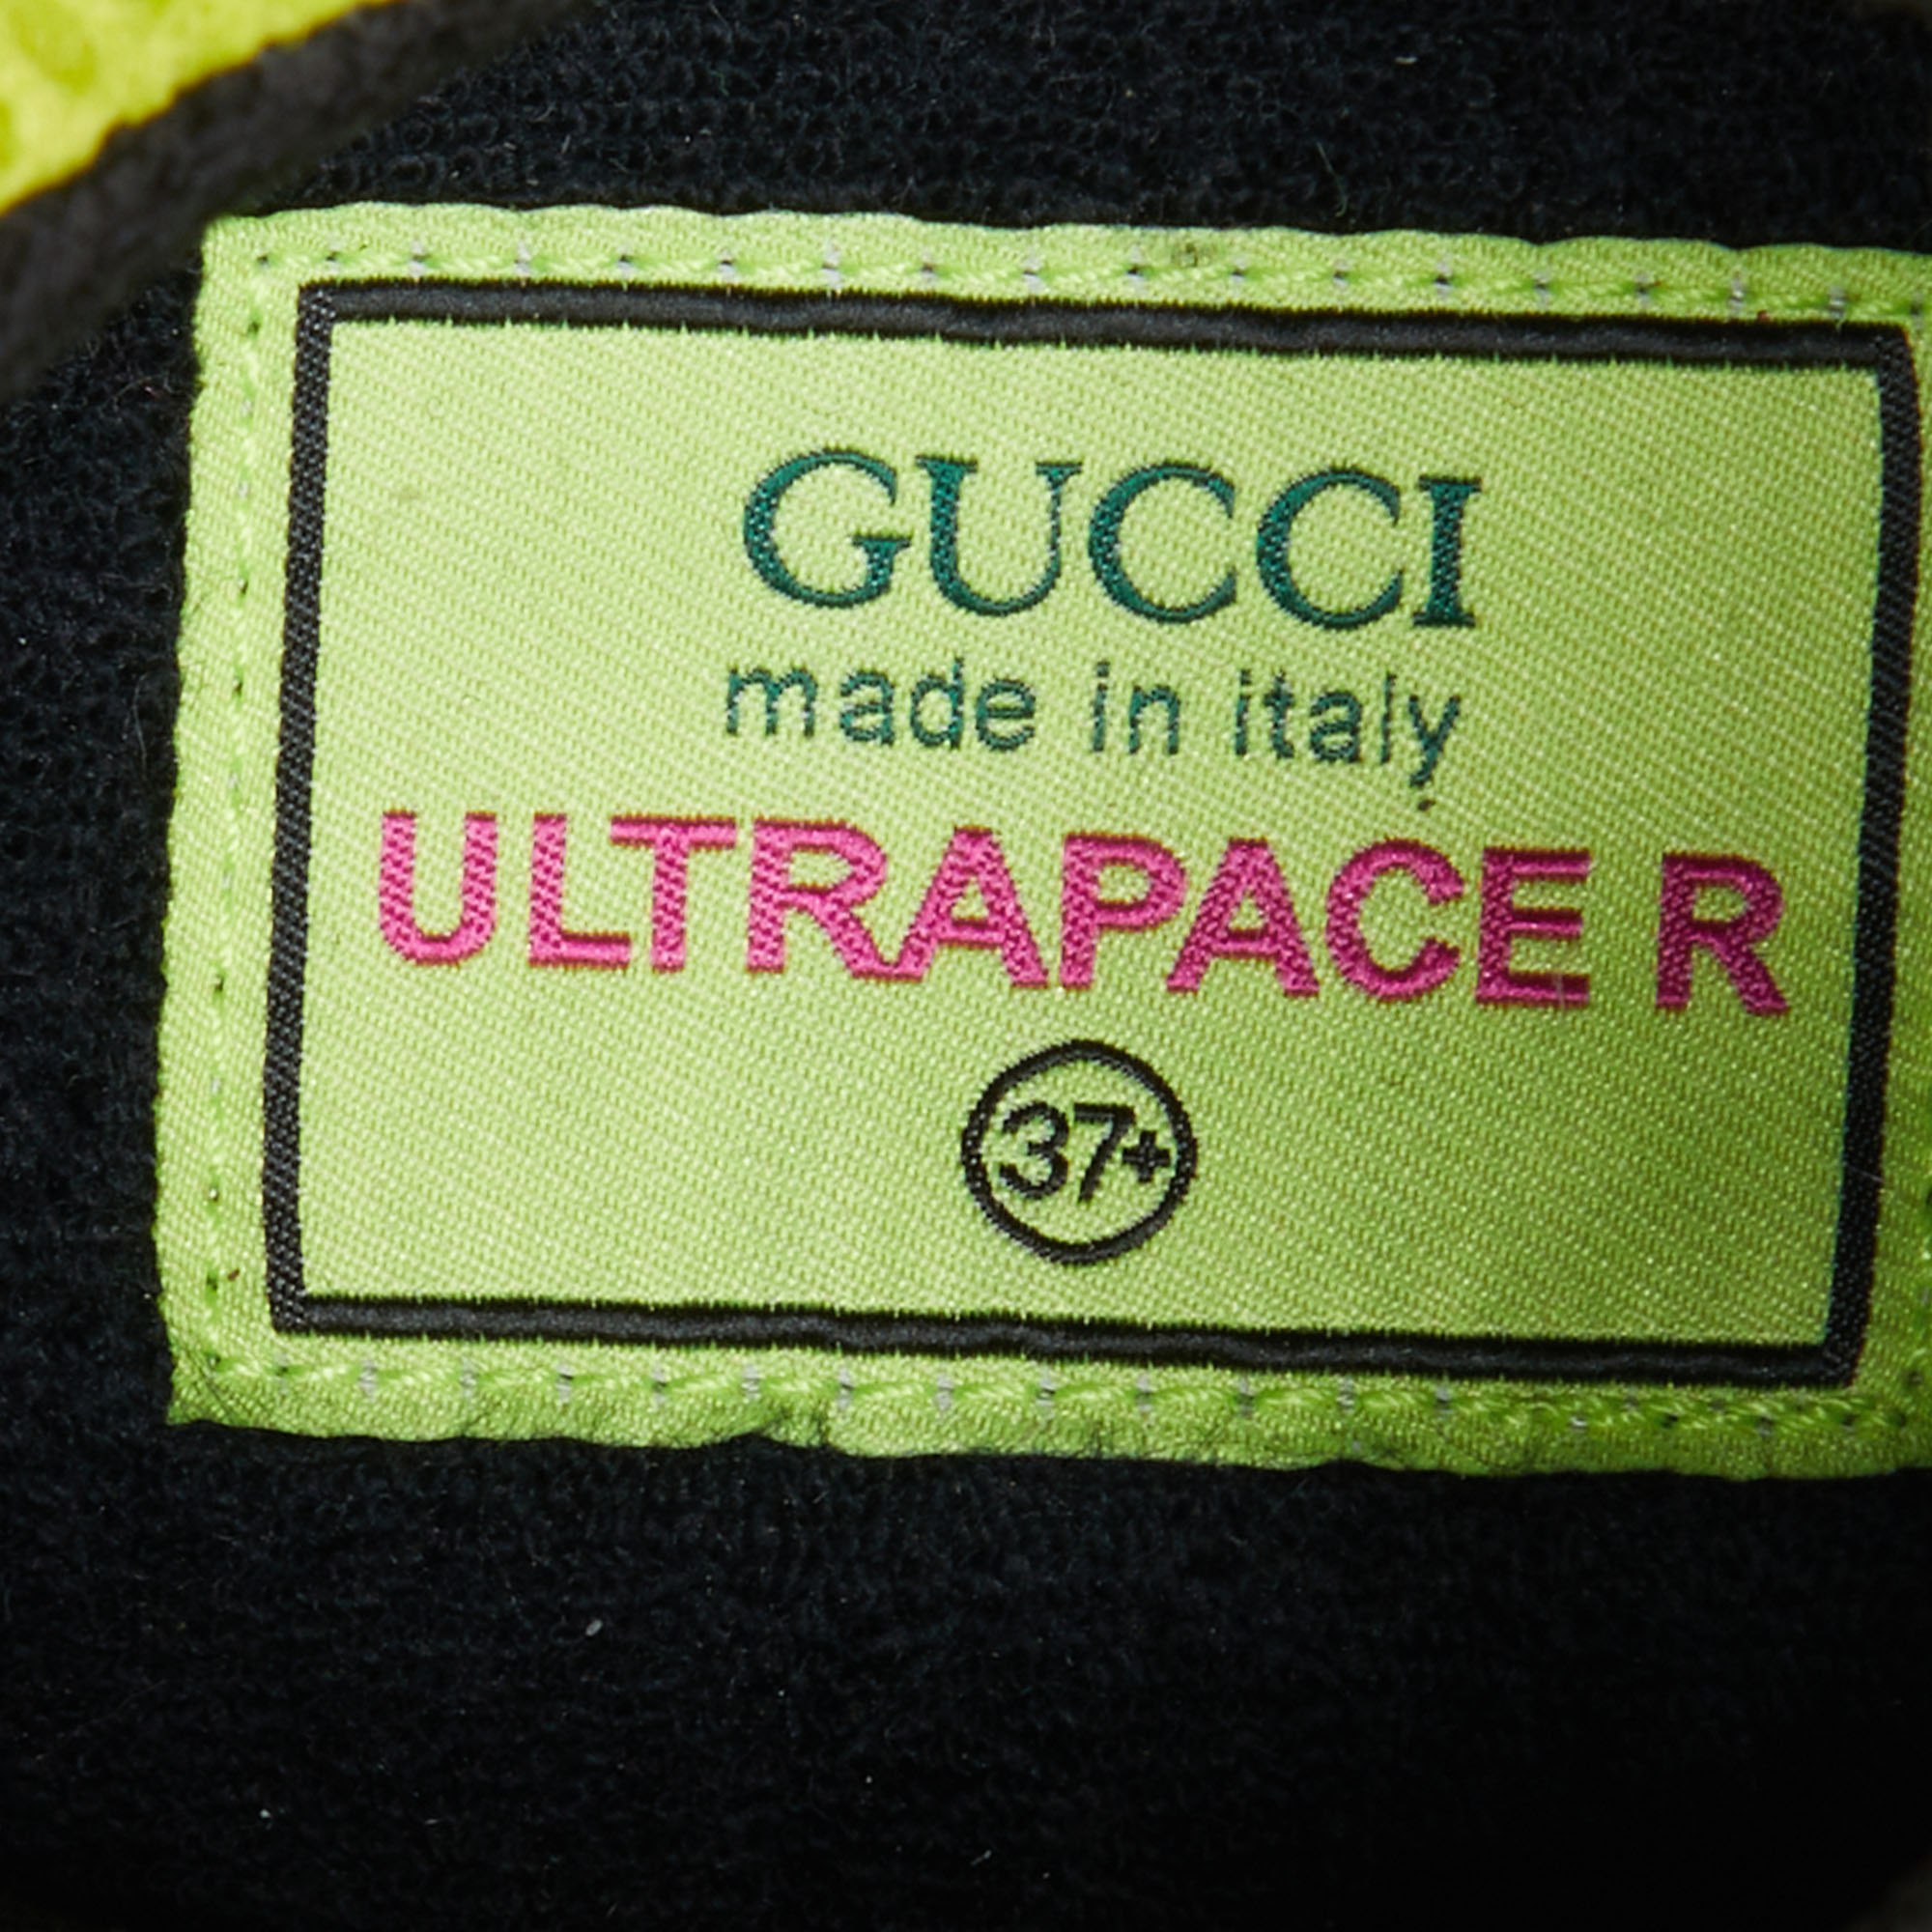 GUCCI
made in italy
ULTRAPACE R
37+